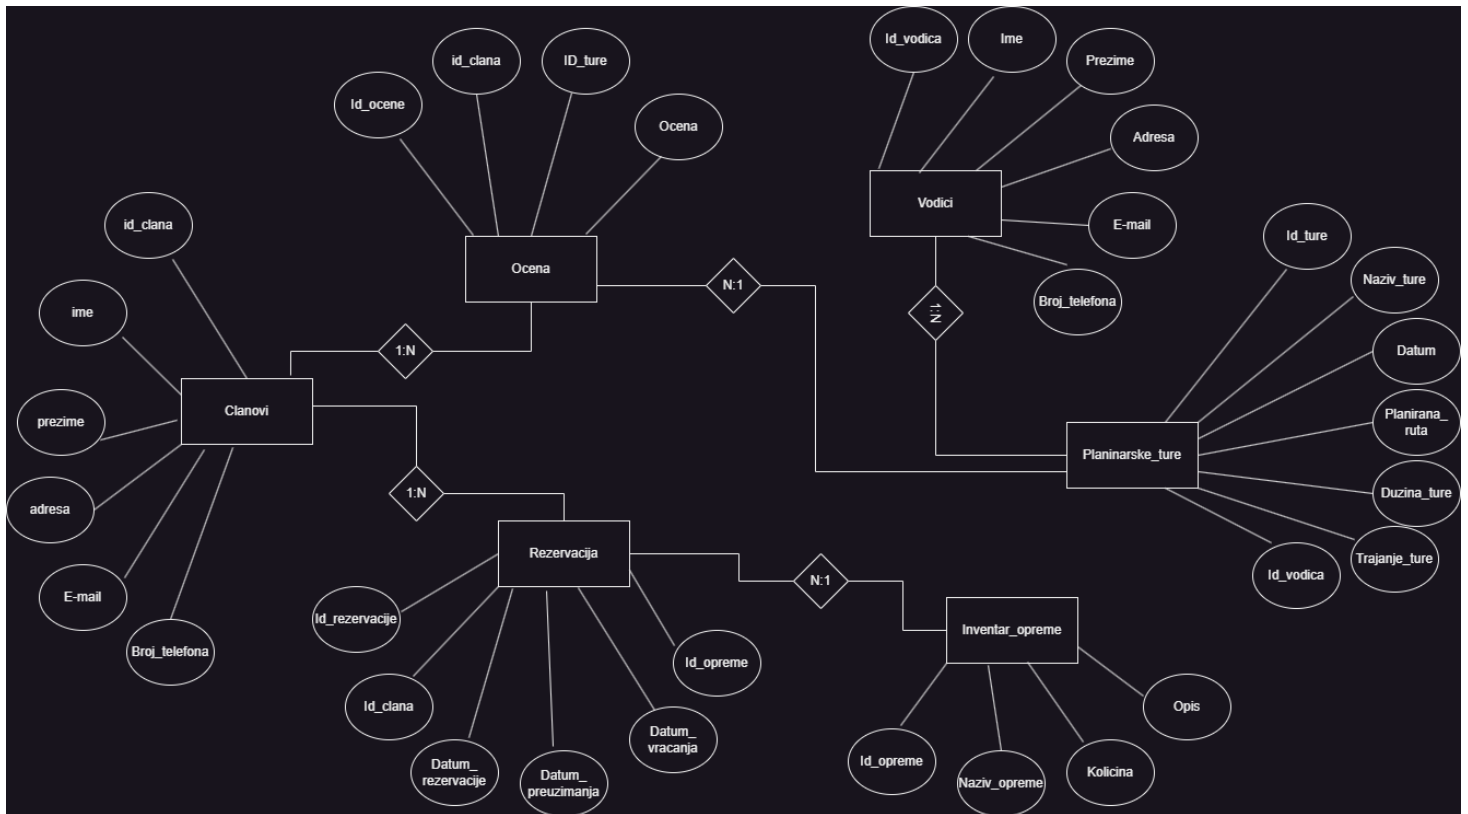 Id_vodica
Ime
id_clana
ID_ture
Prezime
Id_ocene
Ocena
Adresa
Vodici
id_clana
E-mail
Id_ture
Ocena
Naziv_ture
N:1
Broj_telefona
ime
1:N
1:N
Datum
Clanovi
Planirana_
ruta
prezime
Planinarske_ture
1:N
Duzina_ture
adresa
Rezervacija
Trajanje_ture
Id_vodica
N:1
E-mail
Id_rezervacije
Inventar_opreme
Broj_telefona
Id_opreme
Id_clana
Opis
Datum_
vracanja
Datum_
rezervacije
Datum_
preuzimanja
Id_opreme
Naziv_opreme
Kolicina